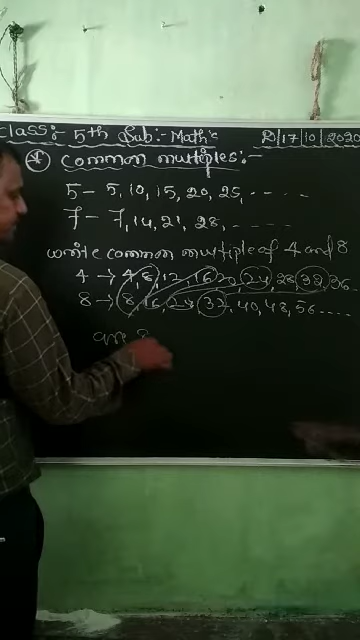 Class:- 5th Sub:- Math's D/17/10/2020
* Common multiples:-
5 - 5, 10, 15, 20, 25, ......
7 - 7, 14, 21, 28, ......
write common multiple of 4 and 8
4 → 4, 8, 12, 16, 20, 24, 28, 32, 36...
8 → 8, 16, 24, 32, 40, 48, 56.....
are 8